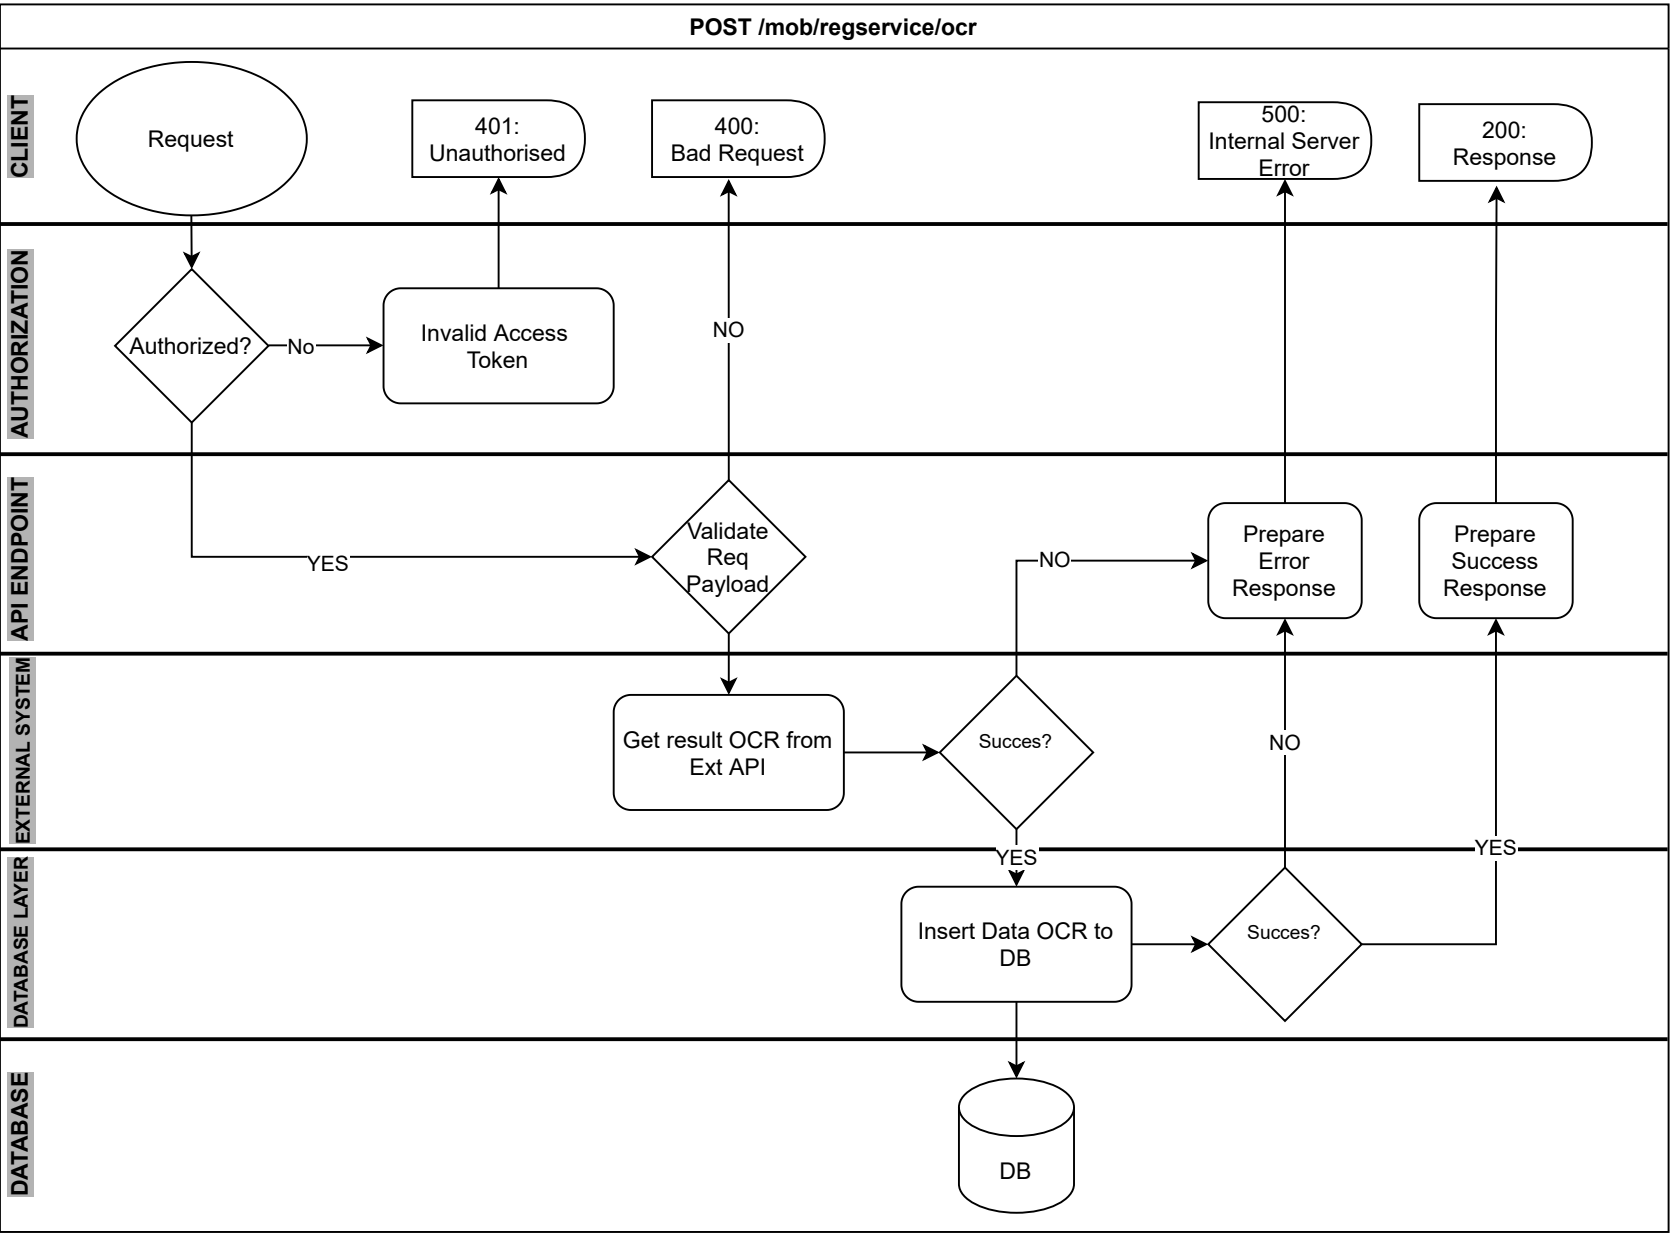 POST /mob/regservice/ocr
CLIENT
Request
401:
Unauthorised
400:
Bad Request
500:
Internal Server
Error
200:
Response
AUTHORIZATION
Authorized?
No
Invalid Access
Token
NO
API ENDPOINT
YES
Validate
Req
Payload
NO
Prepare
Error
Response
Prepare
Success
Response
EXTERNAL SYSTEM
Get result OCR from
Ext API
Succes?
NO
YES
YES
DATABASE LAYER
Insert Data OCR to
DB
Succes?
DATABASE
DB